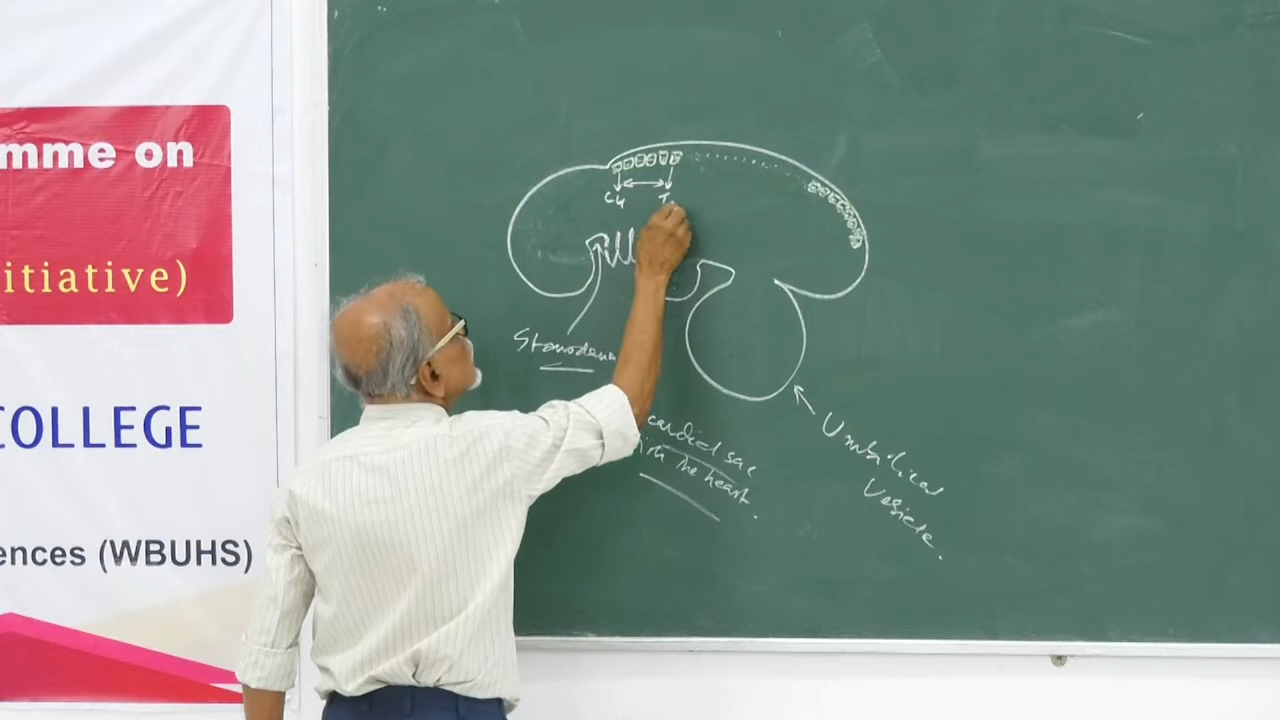 mme on
itiative)
COLLEGE
ences (WBUHS)
C4
T
Stomodeum
cardial sac
with the heart.
Umbilical
Vesicle.